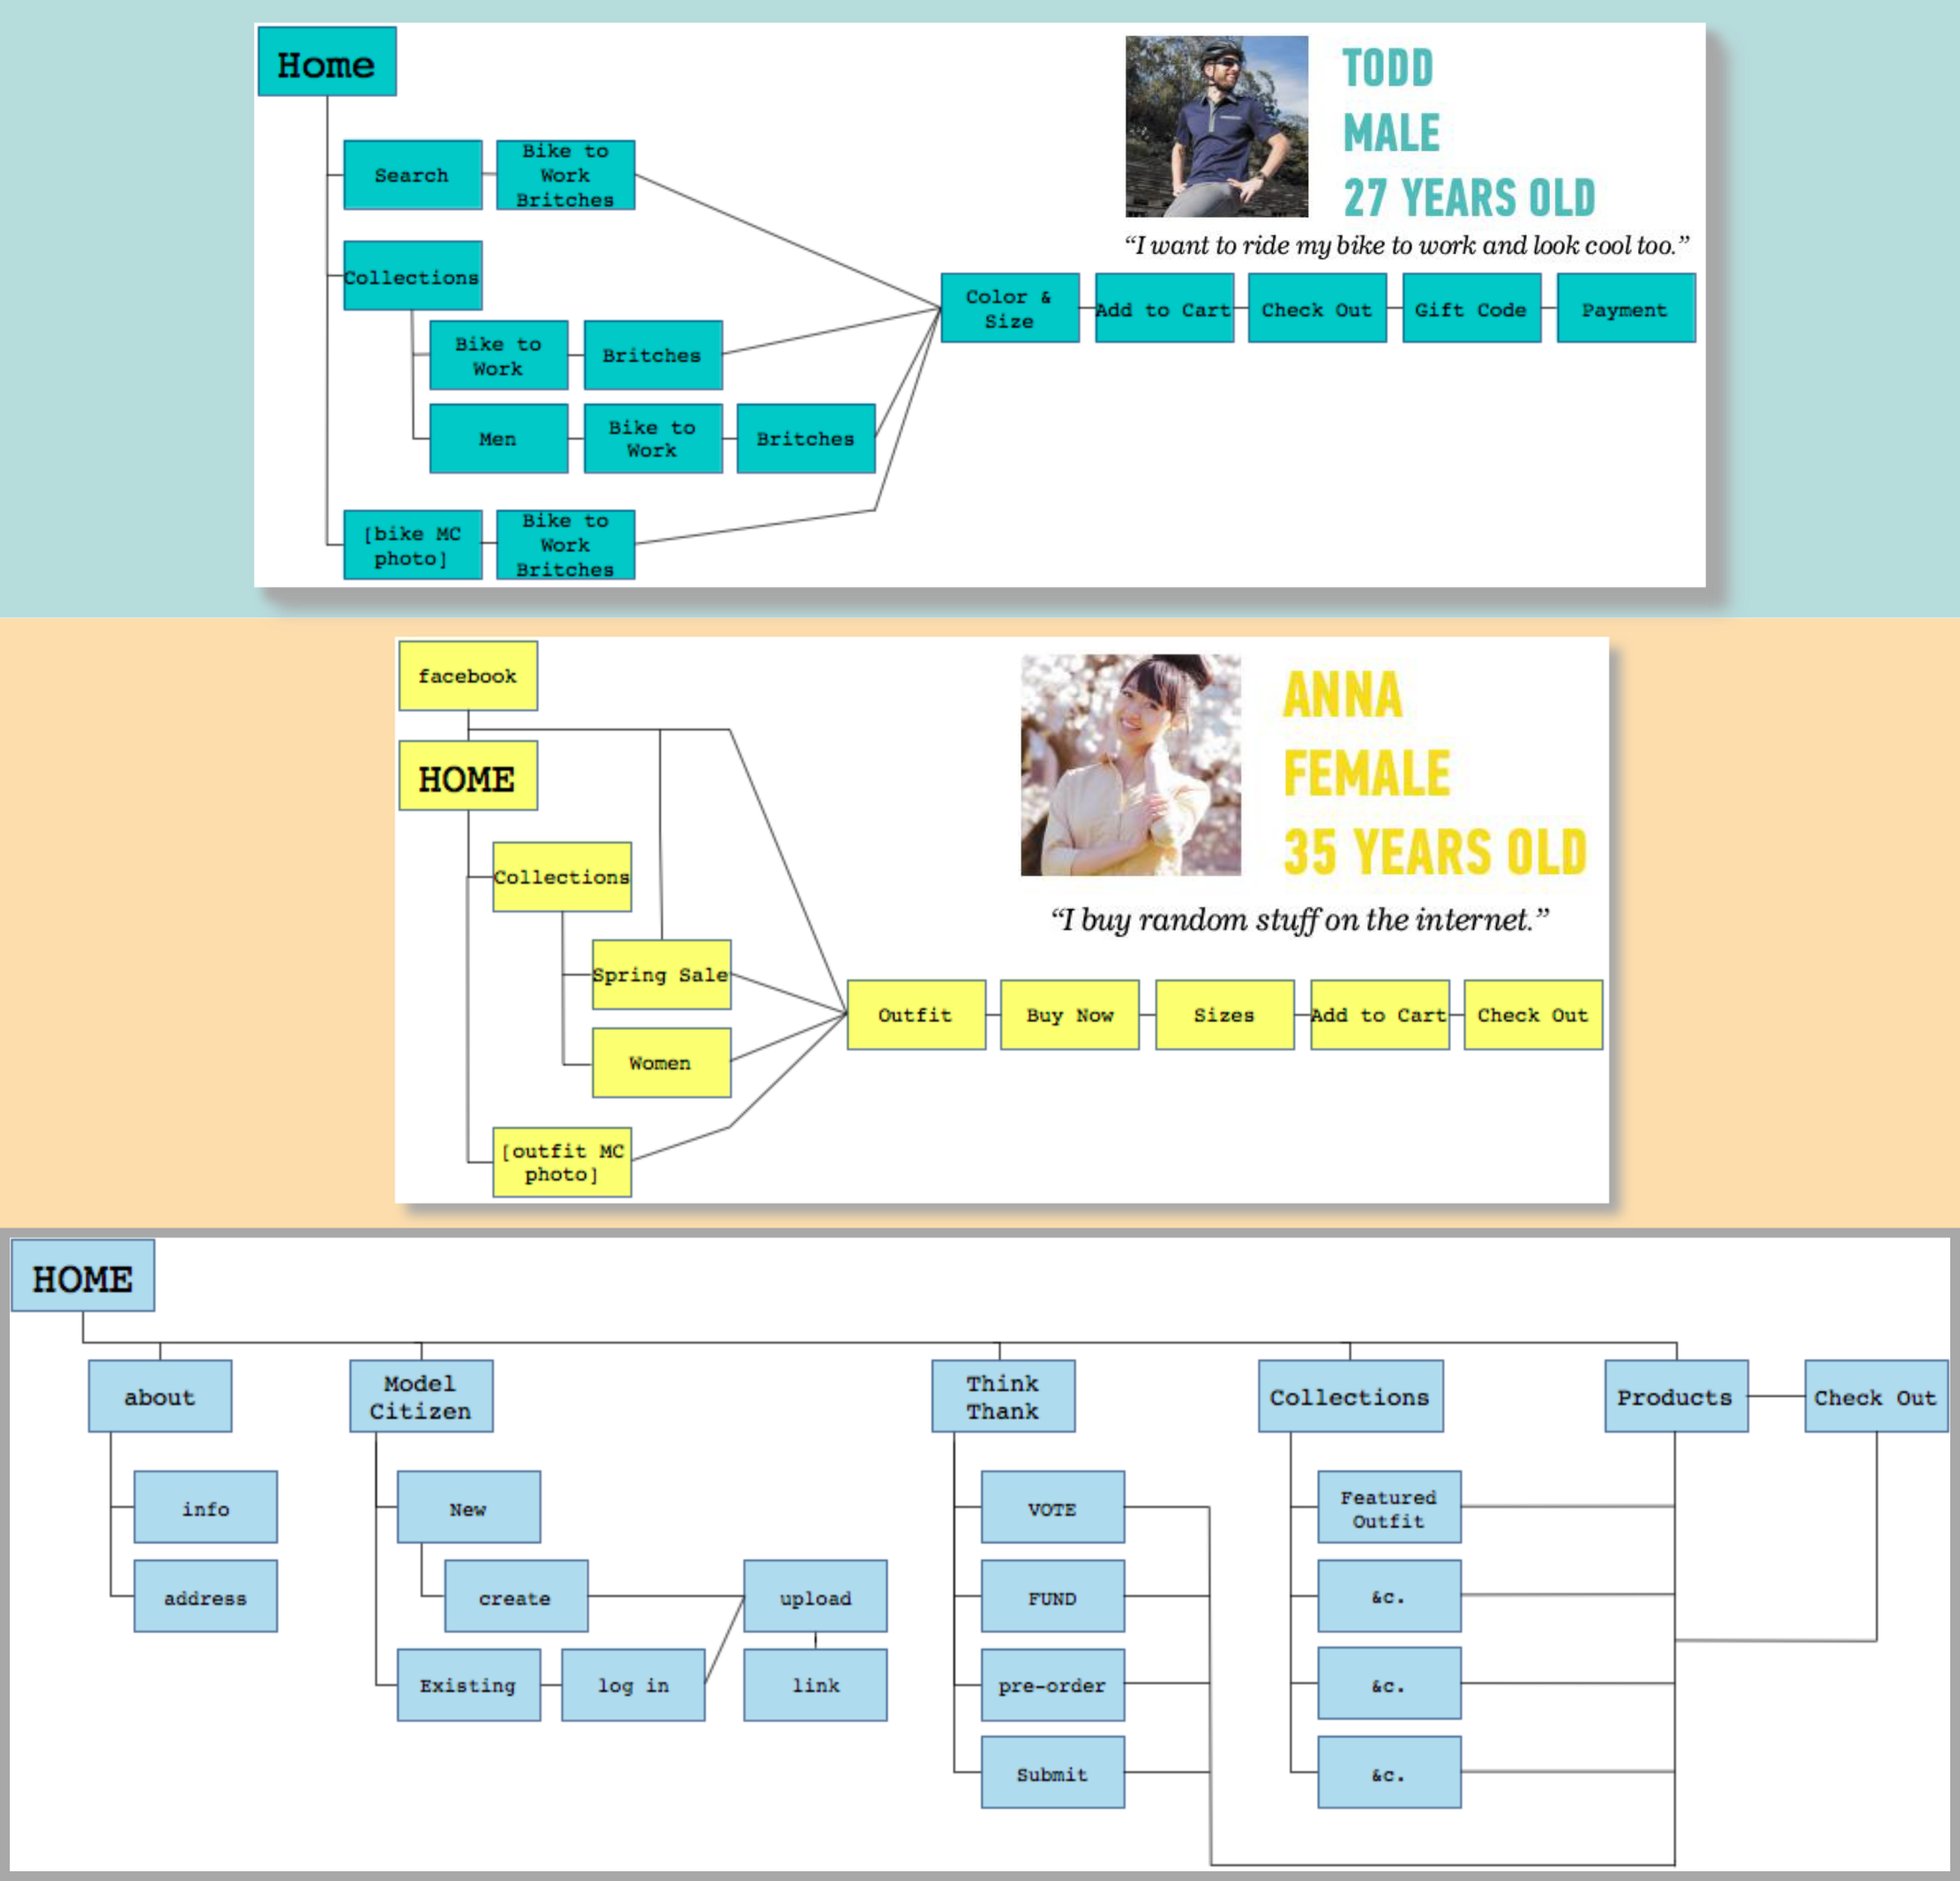 Home
TODD
MALE
27 YEARS OLD
“I want to ride my bike to work and look cool too.”
Search
Bike to
Work
Britches
Collections
Bike to
Work
Britches
Men
Bike to
Work
Britches
[bike MC
photo]
Bike to
Work
Britches
Color &
Size
Add to Cart
Check Out
Gift Code
Payment
facebook
HOME
ANNA
FEMALE
35 YEARS OLD
“I buy random stuff on the internet.”
Collections
Spring Sale
Women
[outfit MC
photo]
Outfit
Buy Now
Sizes
Add to Cart
Check Out
HOME
about
info
address
Model
Citizen
New
create
upload
Existing
log in
link
Think
Thank
VOTE
FUND
pre-order
Submit
Collections
Featured
Outfit
&c.
&c.
&c.
Products
Check Out